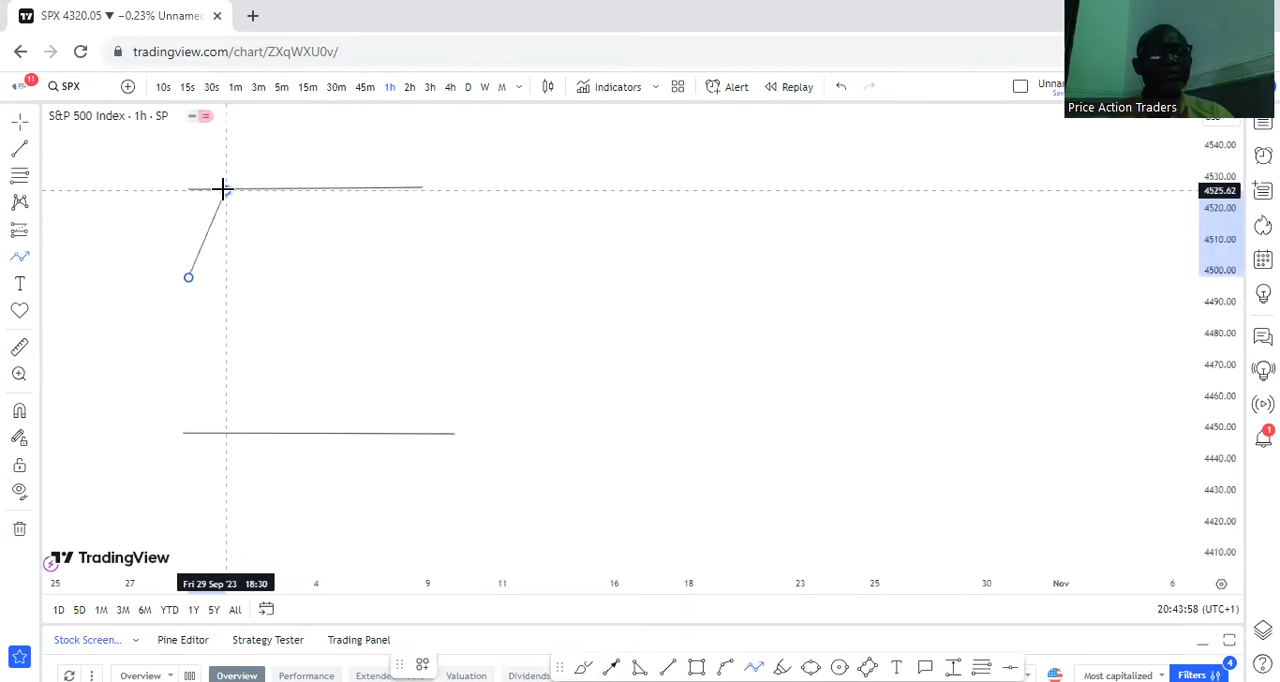 SPX 4320.05 ▼ −0.23% Unnamed
tradingview.com/chart/ZXqWXU0v/
11 SPX 10s 15s 30s 1m 3m 5m 15m 30m 45m 1h 2h 3h 4h D W M Indicators Alert Replay
Price Action Traders
S&P 500 Index · 1h · SP
4540.00
4530.00
4525.62
4520.00
4510.00
4500.00
4490.00
4480.00
4470.00
4460.00
4450.00
4440.00
4430.00
4420.00
4410.00
1
TradingView
25 27 Fri 29 Sep '23 18:30 4 9 11 16 18 23 25 30 Nov 6
1D 5D 1M 3M 6M YTD 1Y 5Y All 20:43:58 (UTC+1)
Stock Screen... Pine Editor Strategy Tester Trading Panel
Overview Overview Performance Valuation Most capitalized Filters 4